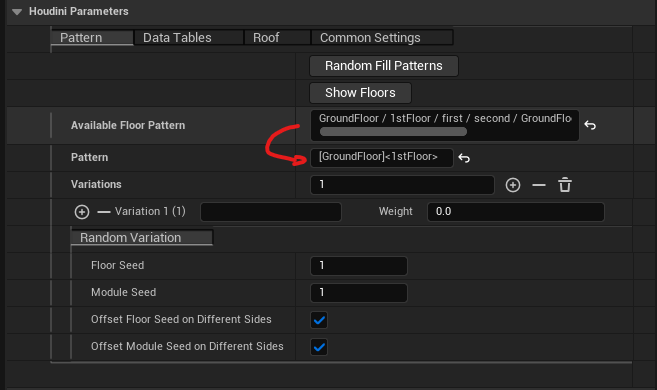 Houdini Parameters
Pattern Data Tables Roof Common Settings
Random Fill Patterns
Show Floors
Available Floor Pattern GroundFloor / 1stFloor / first / second / GroundFloo
Pattern [GroundFloor]<1stFloor>
Variations 1
Variation 1 (1) Weight 0.0
Random Variation
Floor Seed 1
Module Seed 1
Offset Floor Seed on Different Sides
Offset Module Seed on Different Sides